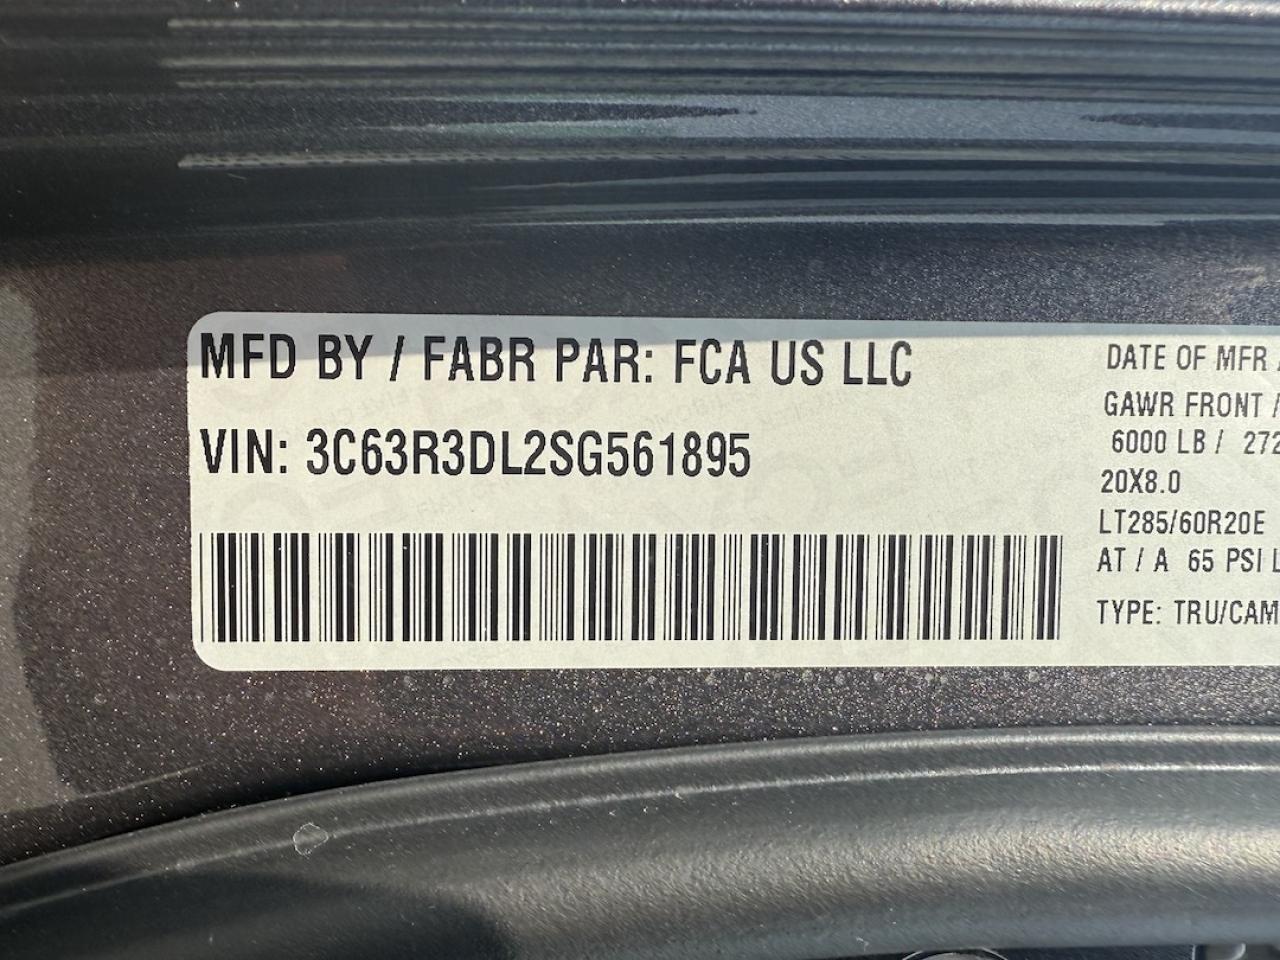 MFD BY / FABR PAR: FCA US LLC
VIN: 3C63R3DL2SG561895
DATE OF MFR
GAWR FRONT /
6000 LB / 272
20X8.0
LT285/60R20E
AT / A 65 PSI
TYPE: TRU/CAM